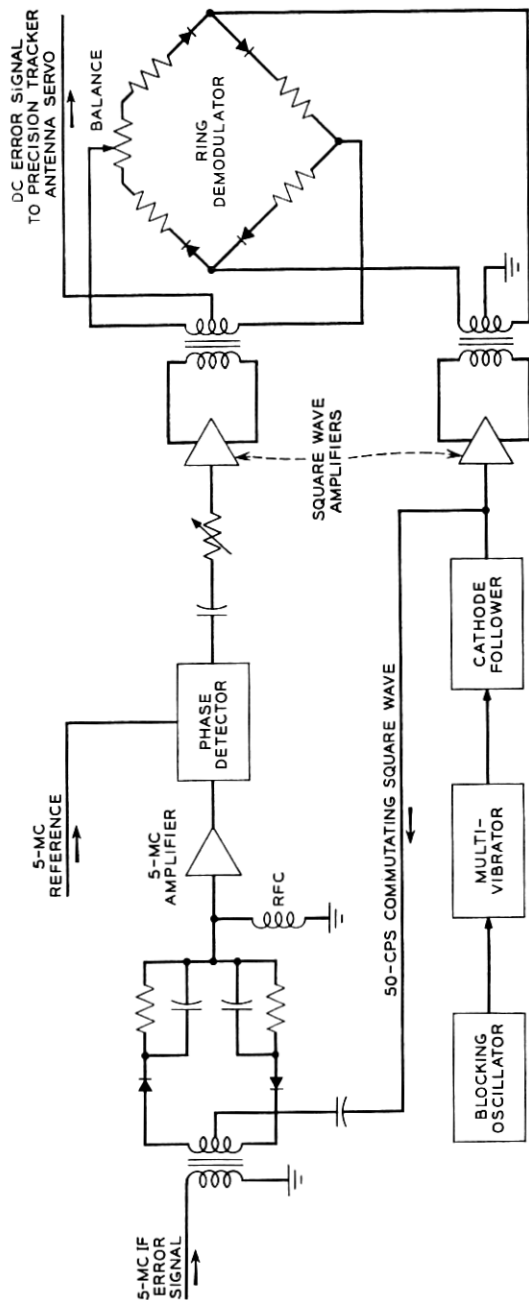 5-MC IF
ERROR
SIGNAL
5-MC
REFERENCE
5-MC
AMPLIFIER
RFC
PHASE
DETECTOR
DC ERROR SIGNAL
TO PRECISION TRACKER
ANTENNA SERVO
BALANCE
RING
DEMODULATOR
SQUARE WAVE
AMPLIFIERS
50-CPS COMMUTATING SQUARE WAVE
BLOCKING
OSCILLATOR
MULTI-
VIBRATOR
CATHODE
FOLLOWER